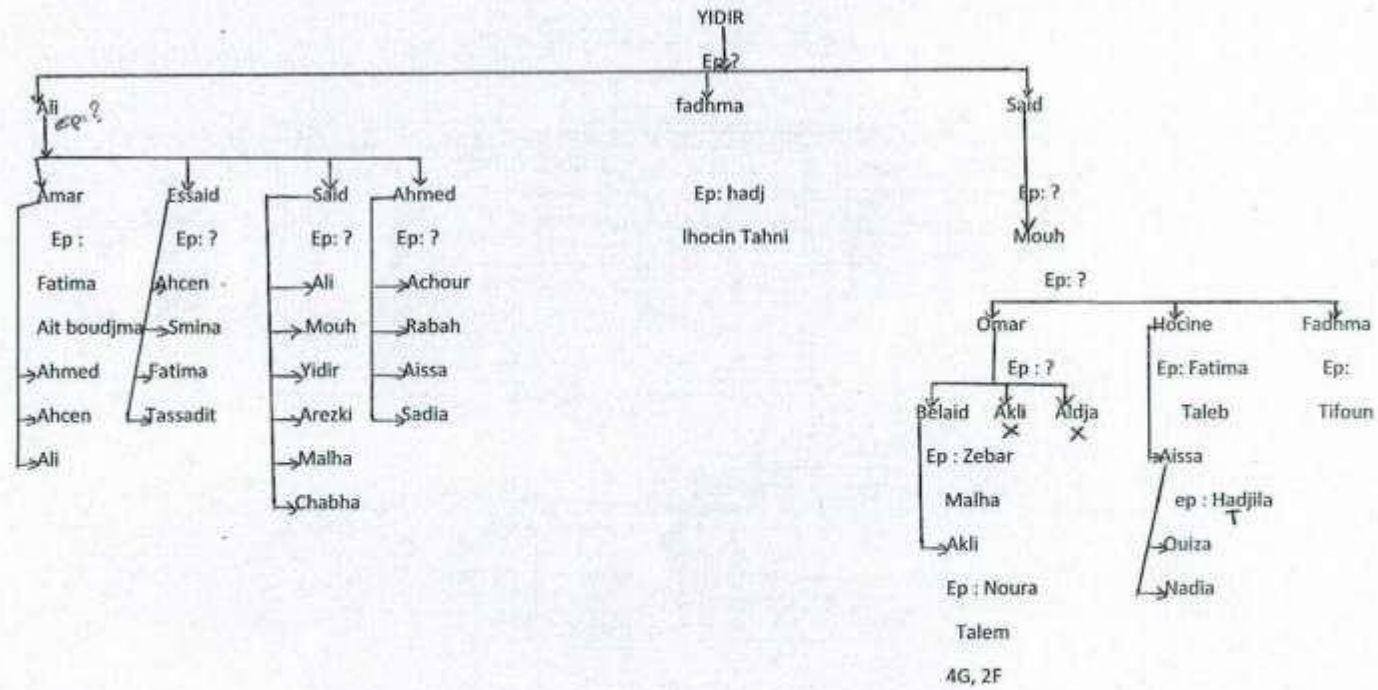 YIDIR
Ep ?
Ali fadhma Said
ep: ?
Amar Essaid Said Ahmed Ep: hadj Ep: ?
Ep : Ep: ? Ep: ? Ep: ? lhocin Tahni Mouh
Fatima Ahcen Ali Achour Ep: ?
Ait boudjma Smina Mouh Rabah Omar Hocine Fadhma
Ahmed Fatima Yidir Aissa Ep : ? Ep: Fatima Ep:
Ahcen Tassadit Arezki Sadia Belaid Akli Aldja Taleb Tifoun
X X
Ali Malha Ep : Zebar Aissa
Chabha Malha ep : Hadjila
T
Akli Ouiza
Ep : Noura Nadia
Talem
4G, 2F